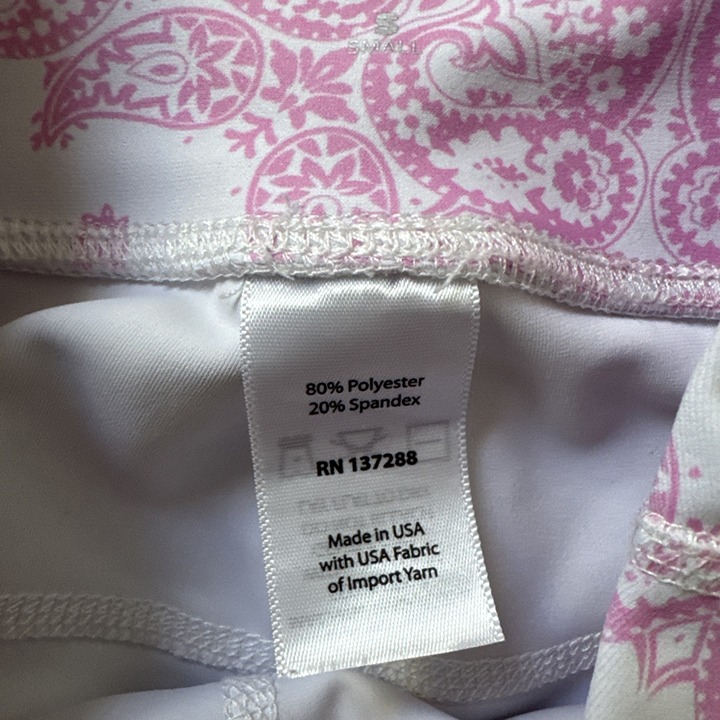 S
SMALL
80% Polyester
20% Spandex
RN 137288
Made in USA
with USA Fabric
of Import Yarn